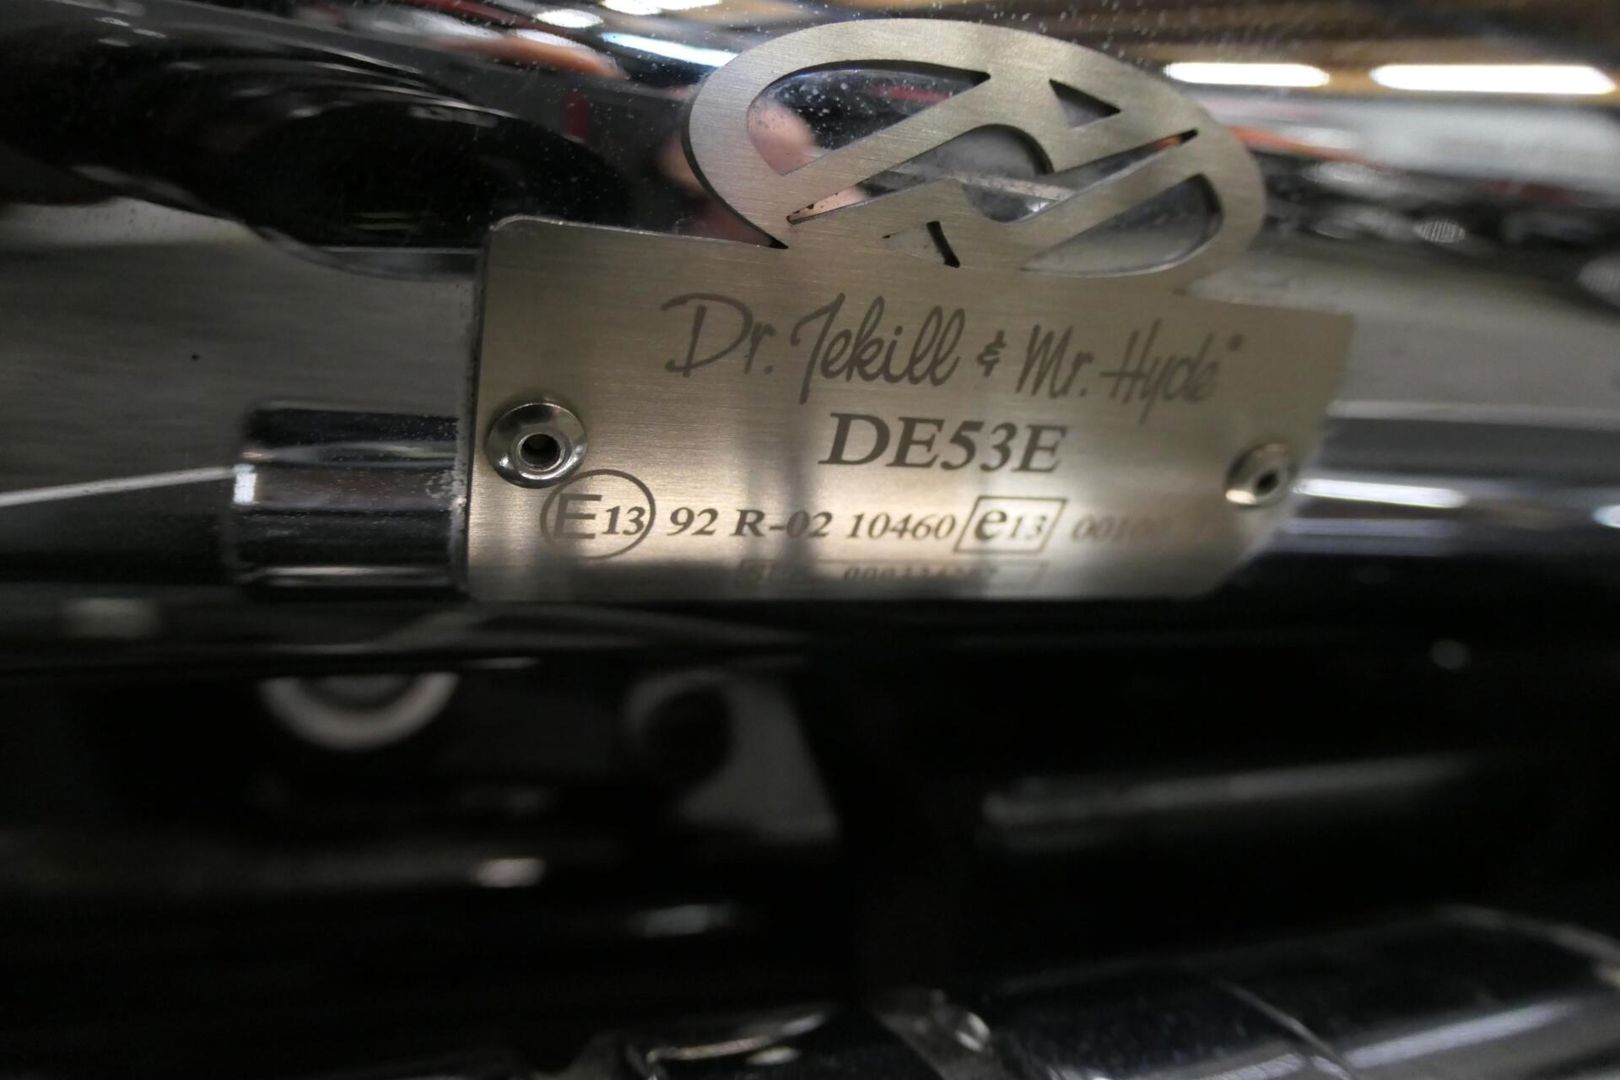 Dr. Jekill & Mr. Hyde®
DE53E
E13 92 R-02 10460 e13